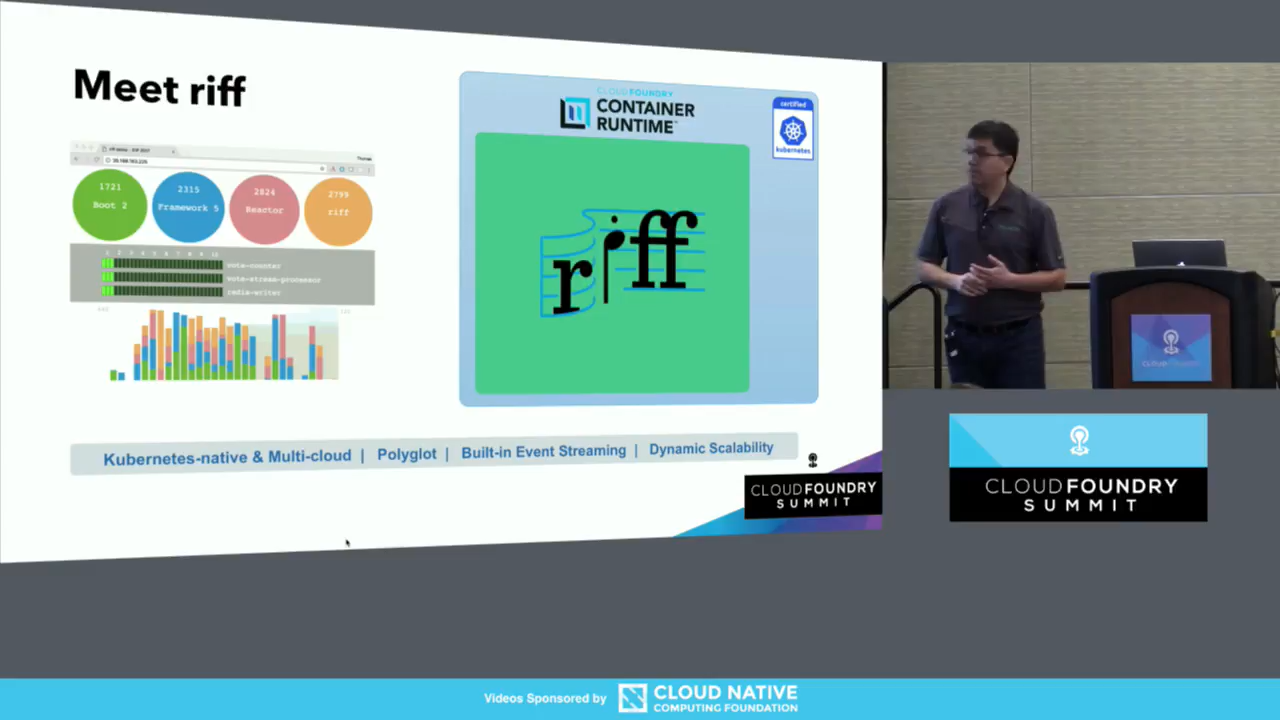 Meet riff
CLOUD FOUNDRY
CONTAINER
RUNTIME™
certified
kubernetes
1721
Boot 2
2315
Framework 5
2824
Reactor
2799
riff
vote-counter
vote-stream-processor
redis-writer
riff
Kubernetes-native & Multi-cloud | Polyglot | Built-in Event Streaming | Dynamic Scalability
CLOUD FOUNDRY
SUMMIT
CLOUD FOUNDRY
SUMMIT
Videos Sponsored by
CLOUD NATIVE
COMPUTING FOUNDATION